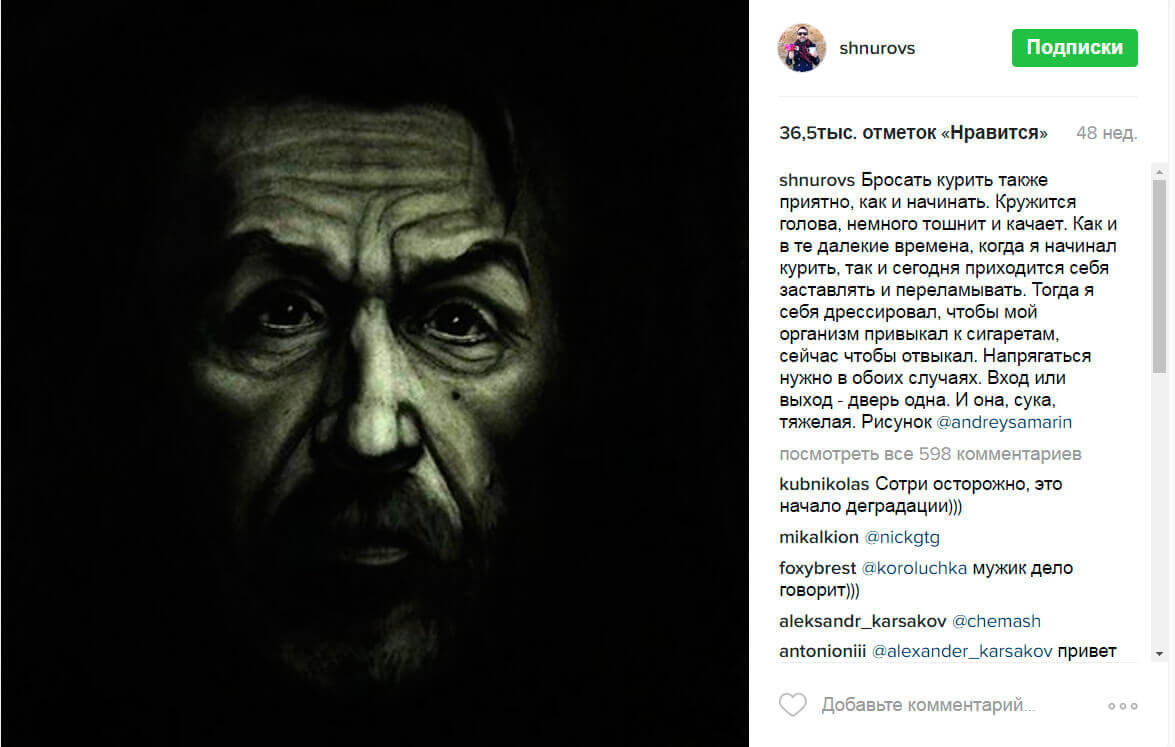 shnurovs
Подписки
36,5тыс. отметок «Нравится»
48 нед.
shnurovs Бросать курить также
приятно, как и начинать. Кружится
голова, немного тошнит и качает. Как и
в те далекие времена, когда я начинал
курить, так и сегодня приходится себя
заставлять и переламывать. Тогда я
себя дрессировал, чтобы мой
организм привыкал к сигаретам,
сейчас чтобы отвыкал. Напрягаться
нужно в обоих случаях. Вход или
выход - дверь одна. И она, сука,
тяжелая. Рисунок @andreysamarin
посмотреть все 598 комментариев
kubnikolas Сотри осторожно, это
начало деградации)))
mikalkion @nickgtg
foxybrest @koroluchka мужик дело
говорит)))
aleksandr_karsakov @chemash
antonioniii @alexander_karsakov привет
Добавьте комментарий...